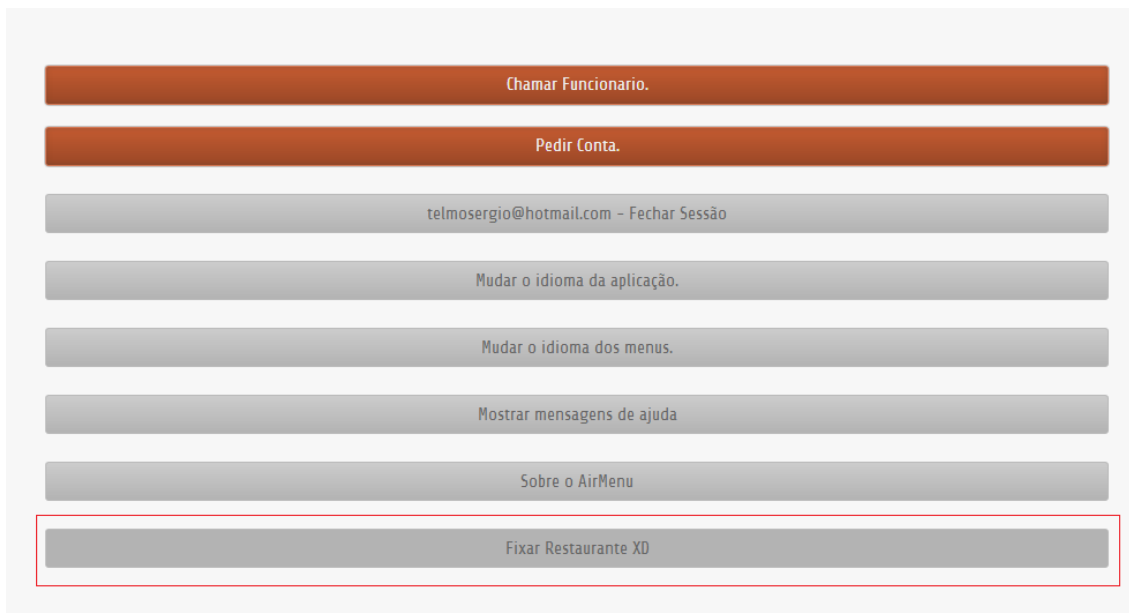 Chamar Funcionario.
Pedir Conta.
telmosergio@hotmail.com - Fechar Sessão
Mudar o idioma da aplicação.
Mudar o idioma dos menus.
Mostrar mensagens de ajuda
Sobre o AirMenu
Fixar Restaurante XD